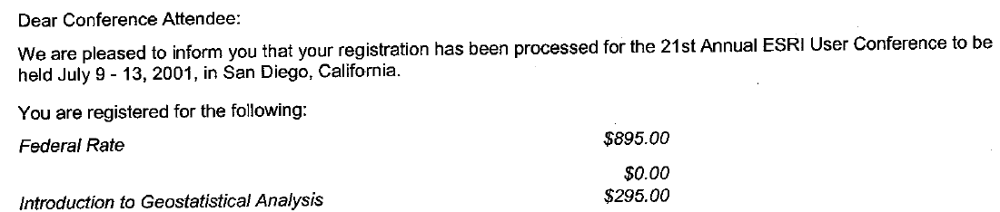 Dear Conference Attendee:
We are pleased to inform you that your registration has been processed for the 21st Annual ESRI User Conference to be
held July 9 - 13, 2001, in San Diego, California.
You are registered for the following:
Federal Rate $895.00
$0.00
Introduction to Geostatistical Analysis $295.00